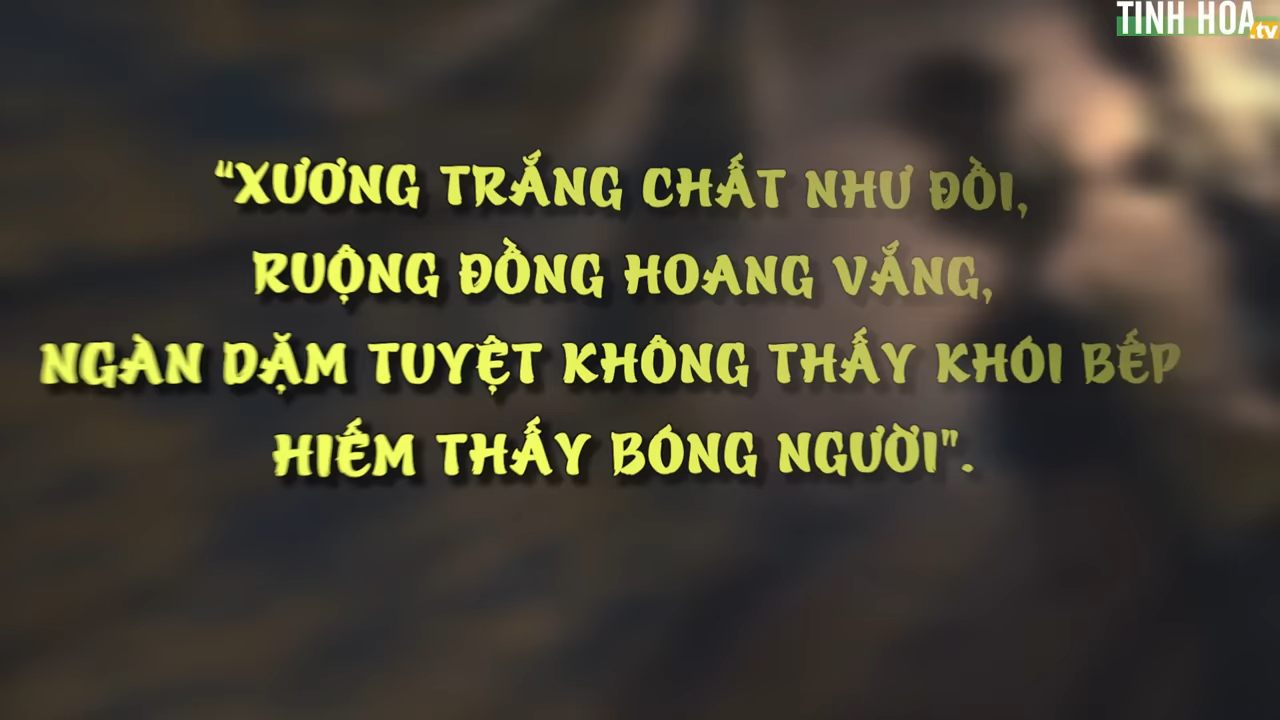 TINH HOA.tv
“XƯƠNG TRẮNG CHẤT NHƯ ĐỒI,
RUỘNG ĐỒNG HOANG VẮNG,
NGÀN DẶM TUYỆT KHÔNG THẤY KHÓI BẾP
HIẾM THẤY BÓNG NGƯỜI".